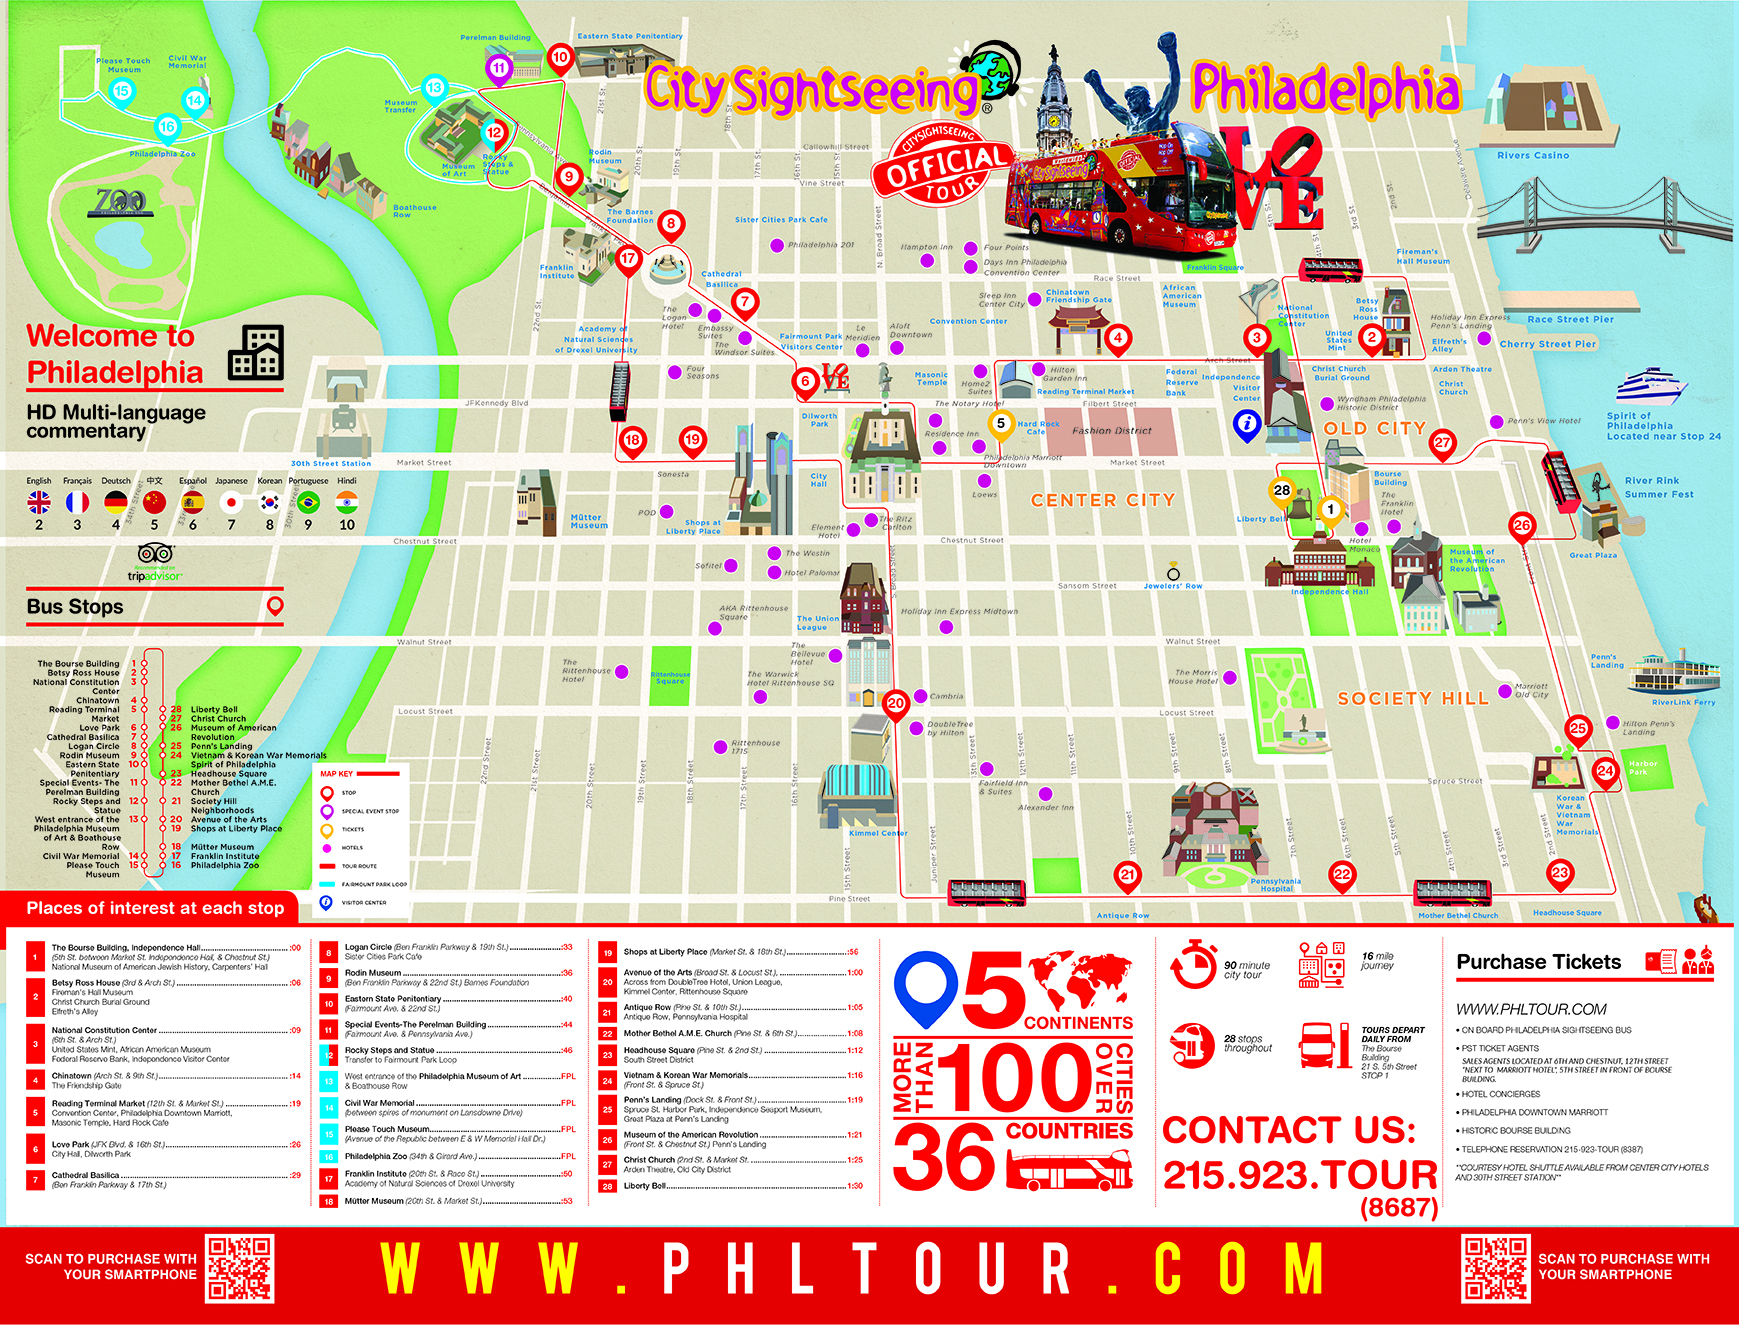 City Sightseeing®
Philadelphia
CITYSIGHTSEEING
OFFICIAL
TOUR
LOVE
Perelman Building
Eastern State Penitentiary
Please Touch
Museum
Civil War
Memorial
Museum
Transfer
Philadelphia Zoo
ZOO
Museum
of Art
Rocky
Steps &
Statue
Rodin
Museum
Boathouse
Row
The Barnes
Foundation
Franklin
Institute
Sister Cities Park Cafe
Philadelphia 201
Hampton Inn
Four Points
Days Inn Philadelphia
Convention Center
Callowhill Street
Vine Street
Race Street
N. Broad Street
Franklin Square
Fireman's
Hall Museum
Rivers Casino
Delaware Avenue
Race Street Pier
Cherry Street Pier
Cathedral
Basilica
The
Logan
Hotel
Embassy
Suites
The
Windsor Suites
Academy of
Natural Sciences
of Drexel University
Four
Seasons
Fairmount Park
Visitors Center
Le
Meridien
Aloft
Downtown
Sleep Inn
Center City
Chinatown
Friendship Gate
Convention Center
African
American
Museum
National
Constitution
Center
Betsy
Ross
House
United
States
Mint
Holiday Inn Express
Penn's Landing
Elfreth's
Alley
Arch Street
Masonic
Temple
Home2
Suites
Hilton
Garden Inn
Reading Terminal Market
Federal
Reserve
Bank
Independence
Visitor
Center
Christ Church
Burial Ground
Arden Theatre
Christ
Church
Wyndham Philadelphia
Historic District
Penn's View Hotel
Spirit of
Philadelphia
Located near Stop 24
JFKennedy Blvd
Filbert Street
The Notary Hotel
Residence Inn
Hard Rock
Cafe
Fashion District
Philadelphia Marriott
Downtown
Loews
Dilworth
Park
OLD CITY
Market Street
Market Street
30th Street Station
Sonesta
City
Hall
Mütter
Museum
POD
Shops at
Liberty Place
Element
Hotel
The Ritz
Carlton
CENTER CITY
Liberty Bell
Bourse
Building
The
Franklin
Hotel
Hotel
Monaco
River Rink
Summer Fest
Great Plaza
Chestnut Street
Chestnut Street
Sofitel
The Westin
Hotel Palomar
Sansom Street
Jewelers' Row
Independence Hall
Museum of
the American
Revolution
AKA Rittenhouse
Square
The Union
League
Holiday Inn Express Midtown
Walnut Street
Walnut Street
The
Rittenhouse
Hotel
Rittenhouse
Square
The
Bellevue
Hotel
The Warwick
Hotel Rittenhouse SQ
Cambria
The Morris
House Hotel
SOCIETY HILL
Marriott
Old City
Penn's
Landing
RiverLink Ferry
Locust Street
Locust Street
Rittenhouse
1715
DoubleTree
by Hilton
Hilton Penn's
Landing
Harbor
Park
Fairfield Inn
& Suites
Alexander Inn
Spruce Street
Korean
War &
Vietnam
War
Memorials
Kimmel Center
Pennsylvania
Hospital
Pine Street
Antique Row
Mother Bethel Church
Headhouse Square
Welcome to
Philadelphia
HD Multi-language
commentary
English Français Deutsch 中文 Español Japanese Korean Portuguese Hindi
2 3 4 5 6 7 8 9 10
Recommended on
tripadvisor
Bus Stops
The Bourse Building 1
Betsy Ross House 2
National Constitution 3
Center
Chinatown 4
Reading Terminal 5
Market
Love Park 6
Cathedral Basilica 7
Logan Circle 8
Rodin Museum 9
Eastern State 10
Penitentiary
Special Events- The 11
Perelman Building
Rocky Steps and 12
Statue
West entrance of the 13
Philadelphia Museum
of Art & Boathouse
Row
Civil War Memorial 14
Please Touch 15
Museum
28 Liberty Bell
27 Christ Church
26 Museum of American
Revolution
25 Penn's Landing
24 Vietnam & Korean War Memorials
Spirit of Philadelphia
23 Headhouse Square
22 Mother Bethel A.M.E.
Church
21 Society Hill
Neighborhoods
20 Avenue of the Arts
19 Shops at Liberty Place
18 Mütter Museum
17 Franklin Institute
16 Philadelphia Zoo
MAP KEY
STOP
SPECIAL EVENT STOP
TICKETS
HOTELS
TOUR ROUTE
FAIRMOUNT PARK LOOP
VISITOR CENTER
Places of interest at each stop
1 The Bourse Building, Independence Hall :00
(5th St. between Market St. Independence Hall, & Chestnut St.)
National Museum of American Jewish History, Carpenters' Hall
2 Betsy Ross House (3rd & Arch St.) :06
Fireman's Hall Museum
Christ Church Burial Ground
Elfreth's Alley
3 National Constitution Center :09
(6th St. & Arch St.)
United States Mint, African American Museum
Federal Reserve Bank, Independence Visitor Center
4 Chinatown (Arch St. & 9th St.) :14
The Friendship Gate
5 Reading Terminal Market (12th St. & Market St.) :19
Convention Center, Philadelphia Downtown Marriott,
Masonic Temple, Hard Rock Cafe
6 Love Park (JFK Blvd. & 16th St.) :26
City Hall, Dilworth Park
7 Cathedral Basilica :29
(Ben Franklin Parkway & 17th St.)
8 Logan Circle (Ben Franklin Parkway & 19th St.) :33
Sister Cities Park Cafe
9 Rodin Museum :36
(Ben Franklin Parkway & 22nd St.) Barnes Foundation
10 Eastern State Penitentiary :40
(Fairmount Ave. & 22nd St.)
11 Special Events-The Perelman Building :44
(Fairmount Ave. & Pennsylvania Ave.)
12 Rocky Steps and Statue :46
Transfer to Fairmount Park Loop
13 West entrance of the Philadelphia Museum of Art FPL
& Boathouse Row
14 Civil War Memorial FPL
(between spires of monument on Lansdowne Drive)
15 Please Touch Museum FPL
(Avenue of the Republic between E & W Memorial Hall Dr.)
16 Philadelphia Zoo (34th & Girard Ave.) FPL
17 Franklin Institute (20th St. & Race St.) :50
Academy of Natural Sciences of Drexel University
18 Mütter Museum (20th St. & Market St.) :53
19 Shops at Liberty Place (Market St. & 18th St.) :56
20 Avenue of the Arts (Broad St. & Locust St.), 1:00
Across from DoubleTree Hotel, Union League,
Kimmel Center, Rittenhouse Square
21 Antique Row (Pine St. & 10th St.) 1:05
Antique Row, Pennsylvania Hospital
22 Mother Bethel A.M.E. Church (Pine St. & 6th St.) 1:08
23 Headhouse Square (Pine St. & 2nd St.) 1:12
South Street District
24 Vietnam & Korean War Memorials 1:16
(Front St. & Spruce St.)
25 Penn's Landing (Dock St. & Front St.) 1:19
Spruce St. Harbor Park, Independence Seaport Museum,
Great Plaza at Penn's Landing
26 Museum of the American Revolution 1:21
(Front St. & Chestnut St.) Penn's Landing
27 Christ Church (2nd St. & Market St. 1:25
Arden Theatre, Old City District
28 Liberty Bell 1:30
5 CONTINENTS
MORE THAN 100 CITIES OVER
36 COUNTRIES
90 minute
city tour
16 mile
journey
28 stops
throughout
TOURS DEPART
DAILY FROM
The Bourse
Building
21 S. 5th Street
STOP 1
CONTACT US:
215.923.TOUR
(8687)
Purchase Tickets
WWW.PHLTOUR.COM
• ON BOARD PHILADELPHIA SIGHTSEEING BUS
• PST TICKET AGENTS
SALES AGENTS LOCATED AT 6TH AND CHESTNUT, 12TH STREET
"NEXT TO MARRIOTT HOTEL", 5TH STREET IN FRONT OF BOURSE
BUILDING.
• HOTEL CONCIERGES
• PHILADELPHIA DOWNTOWN MARRIOTT
• HISTORIC BOURSE BUILDING
• TELEPHONE RESERVATION 215-923-TOUR (8387)
**COURTESY HOTEL SHUTTLE AVAILABLE FROM CENTER CITY HOTELS
AND 30TH STREET STATION**
SCAN TO PURCHASE WITH
YOUR SMARTPHONE
WWW.PHLTOUR.COM
SCAN TO PURCHASE WITH
YOUR SMARTPHONE